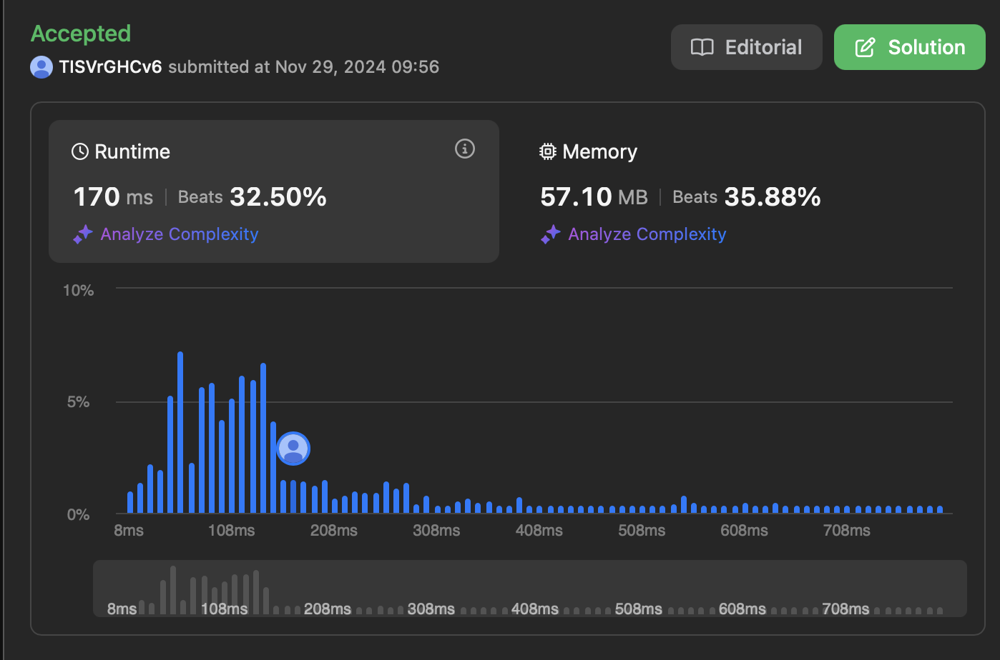 Accepted
Editorial
Solution
TlSVrGHCv6 submitted at Nov 29, 2024 09:56
Runtime
170 ms | Beats 32.50%
Analyze Complexity
Memory
57.10 MB | Beats 35.88%
Analyze Complexity
10%
5%
0%
8ms 108ms 208ms 308ms 408ms 508ms 608ms 708ms
8ms 108ms 208ms 308ms 408ms 508ms 608ms 708ms